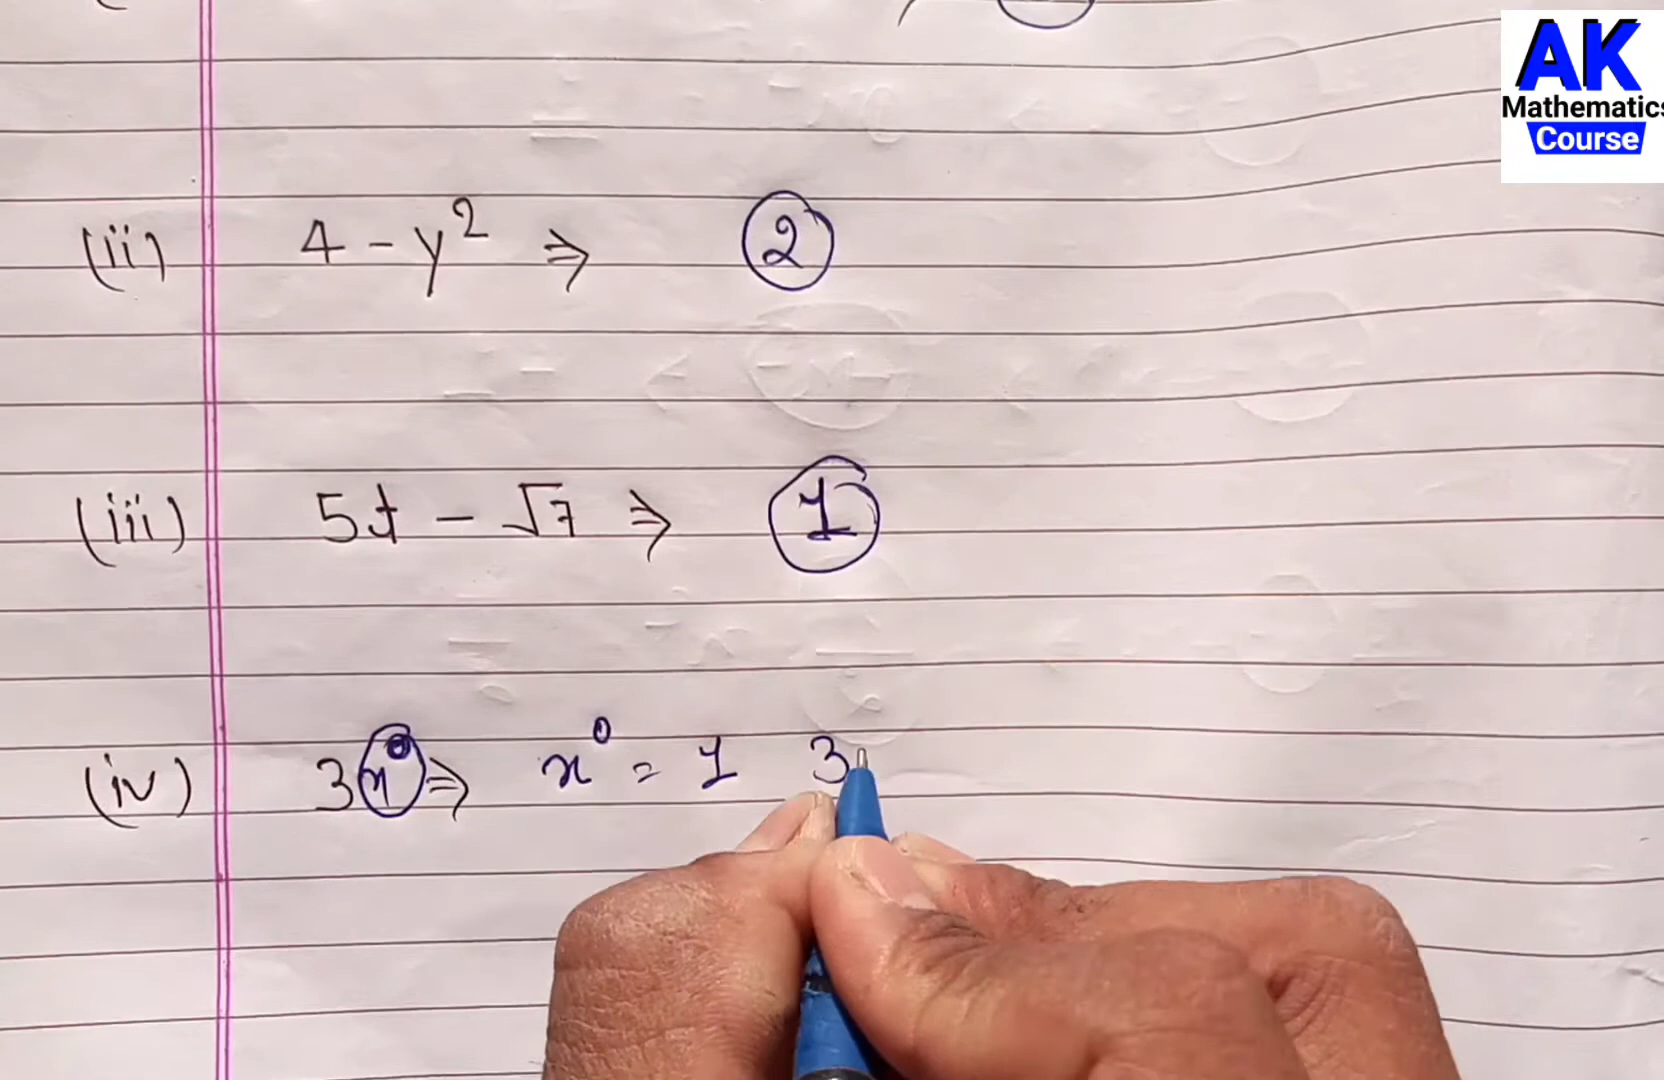 AK
Mathematics
Course
(ii) 4 - y² ⇒ 2
(iii) 5t - √7 ⇒ 1
(iv) 3x⁰ ⇒ x⁰ = 1 3